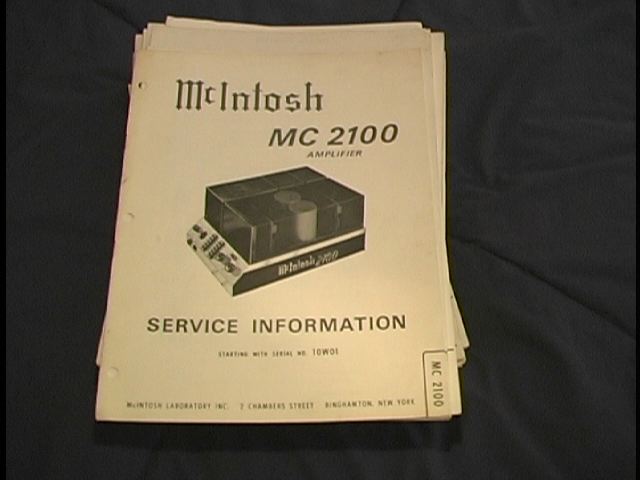 McIntosh
MC 2100
AMPLIFIER
McIntosh 2100
SERVICE INFORMATION
STARTING WITH SERIAL NO. 10W01
MC 2100
McINTOSH LABORATORY INC. 2 CHAMBERS STREET BINGHAMTON, NEW YORK